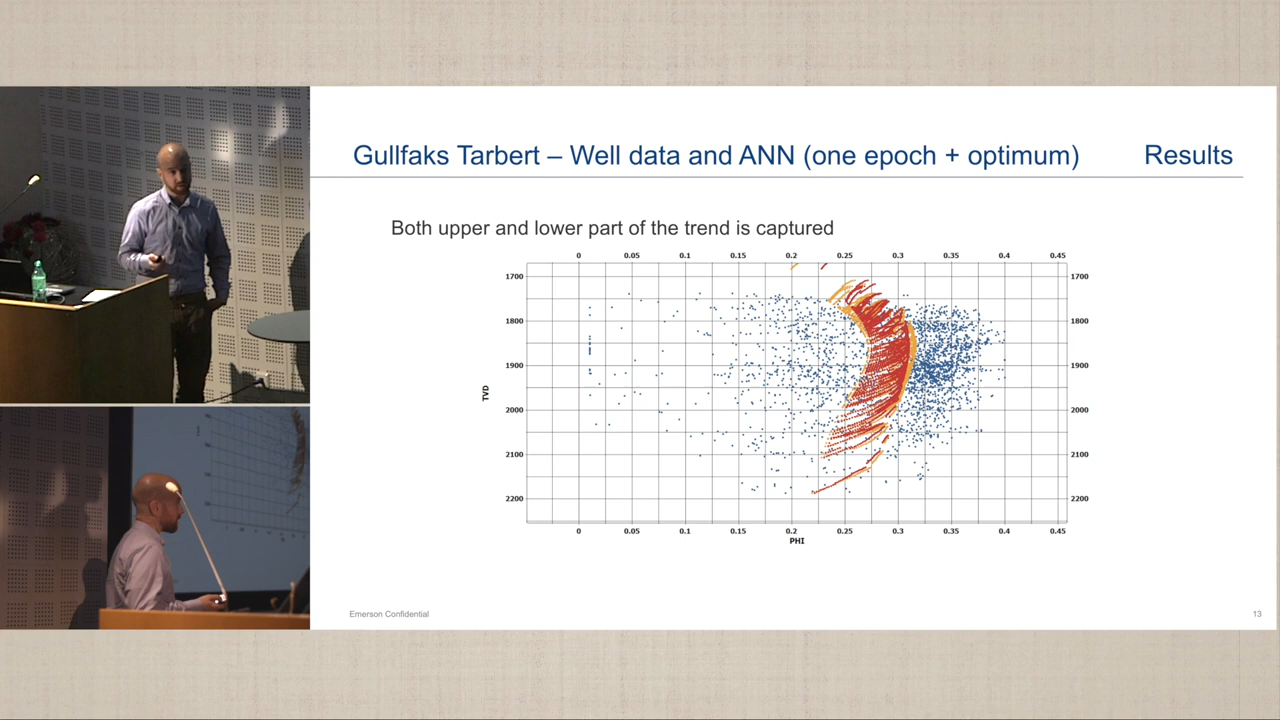 Gullfaks Tarbert – Well data and ANN (one epoch + optimum) Results
Both upper and lower part of the trend is captured
0 0.05 0.1 0.15 0.2 0.25 0.3 0.35 0.4 0.45
1700 1700
1800 1800
1900 1900
TVD
2000 2000
2100 2100
2200 2200
0 0.05 0.1 0.15 0.2 0.25 0.3 0.35 0.4 0.45
PHI
Emerson Confidential 13